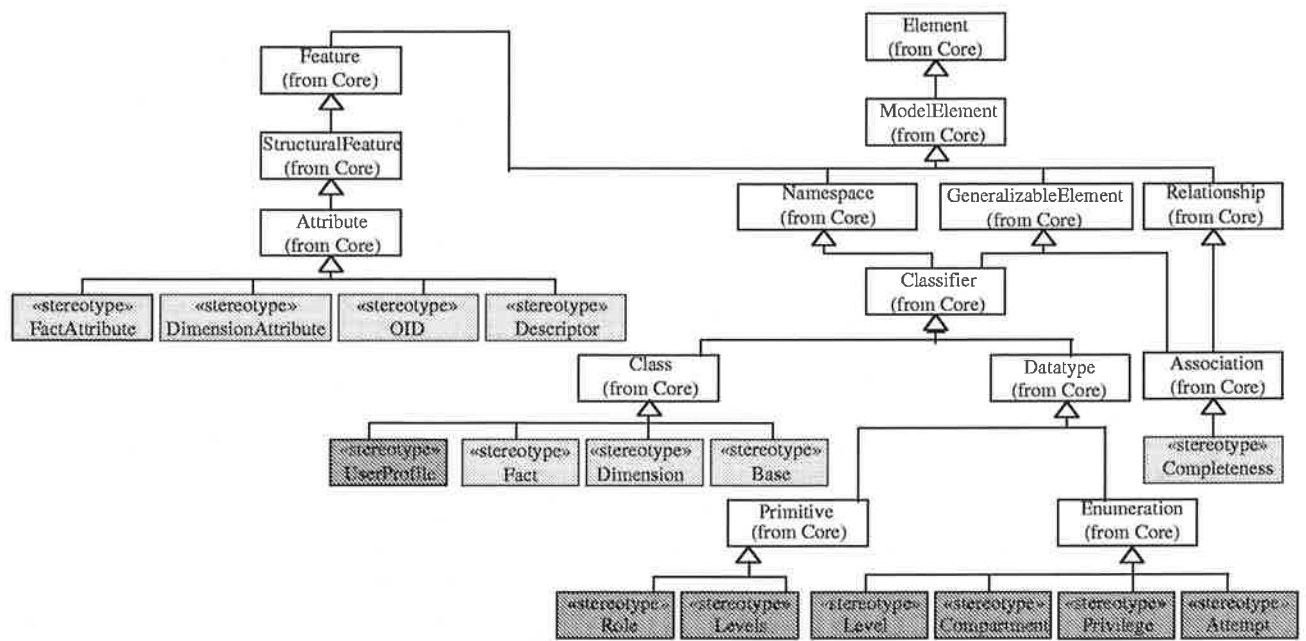 Element
(from Core)
Feature
(from Core)
ModelElement
(from Core)
StructuralFeature
(from Core)
Namespace
(from Core)
GeneralizableElement
(from Core)
Relationship
(from Core)
Attribute
(from Core)
Classifier
(from Core)
«stereotype»
FactAttribute
«stereotype»
DimensionAttribute
«stereotype»
OID
«stereotype»
Descriptor
Class
(from Core)
Datatype
(from Core)
Association
(from Core)
«stereotype»
UserProfile
«stereotype»
Fact
«stereotype»
Dimension
«stereotype»
Base
«stereotype»
Completeness
Primitive
(from Core)
Enumeration
(from Core)
«stereotype»
Role
«stereotype»
Levels
«stereotype»
Level
«stereotype»
Compartment
«stereotype»
Privilege
«stereotype»
Attempt